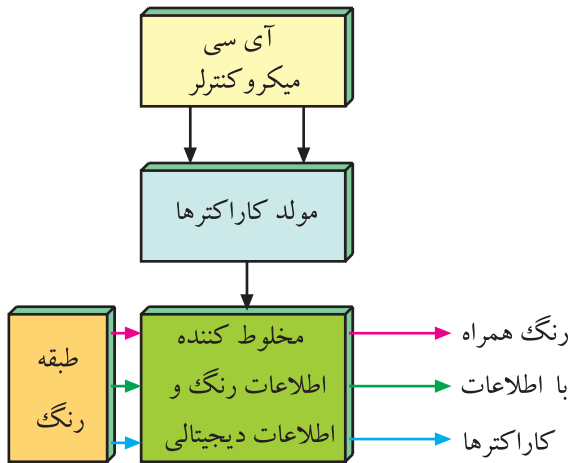 آی سی
میکروکنترلر
مولد کاراکترها
طبقه
رنگ
مخلوط کننده
اطلاعات رنگ و
اطلاعات دیجیتالی
رنگ همراه
با اطلاعات
کاراکترها